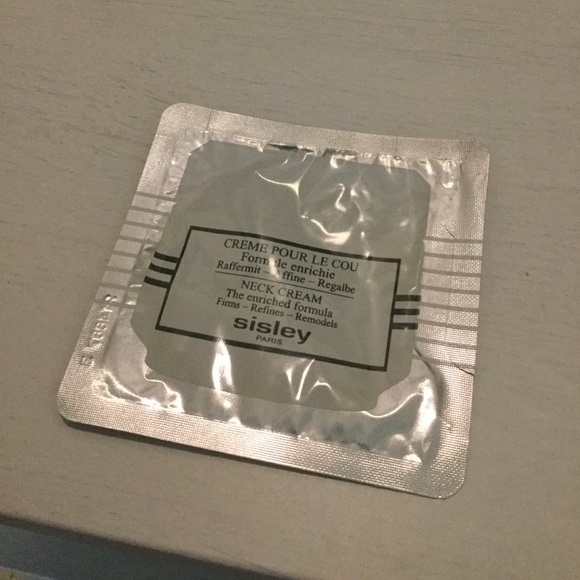 CREME POUR LE COU
Formule enrichie
Raffermit – Affine – Regalbe
NECK CREAM
The enriched formula
Firms – Refines – Remodels
sisley
PARIS